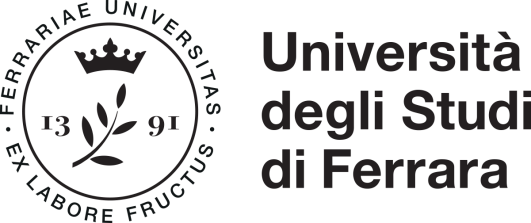 FERRARIAE UNIVERSITAS
13 91
· EX LABORE FRUCTUS ·
Università
degli Studi
di Ferrara